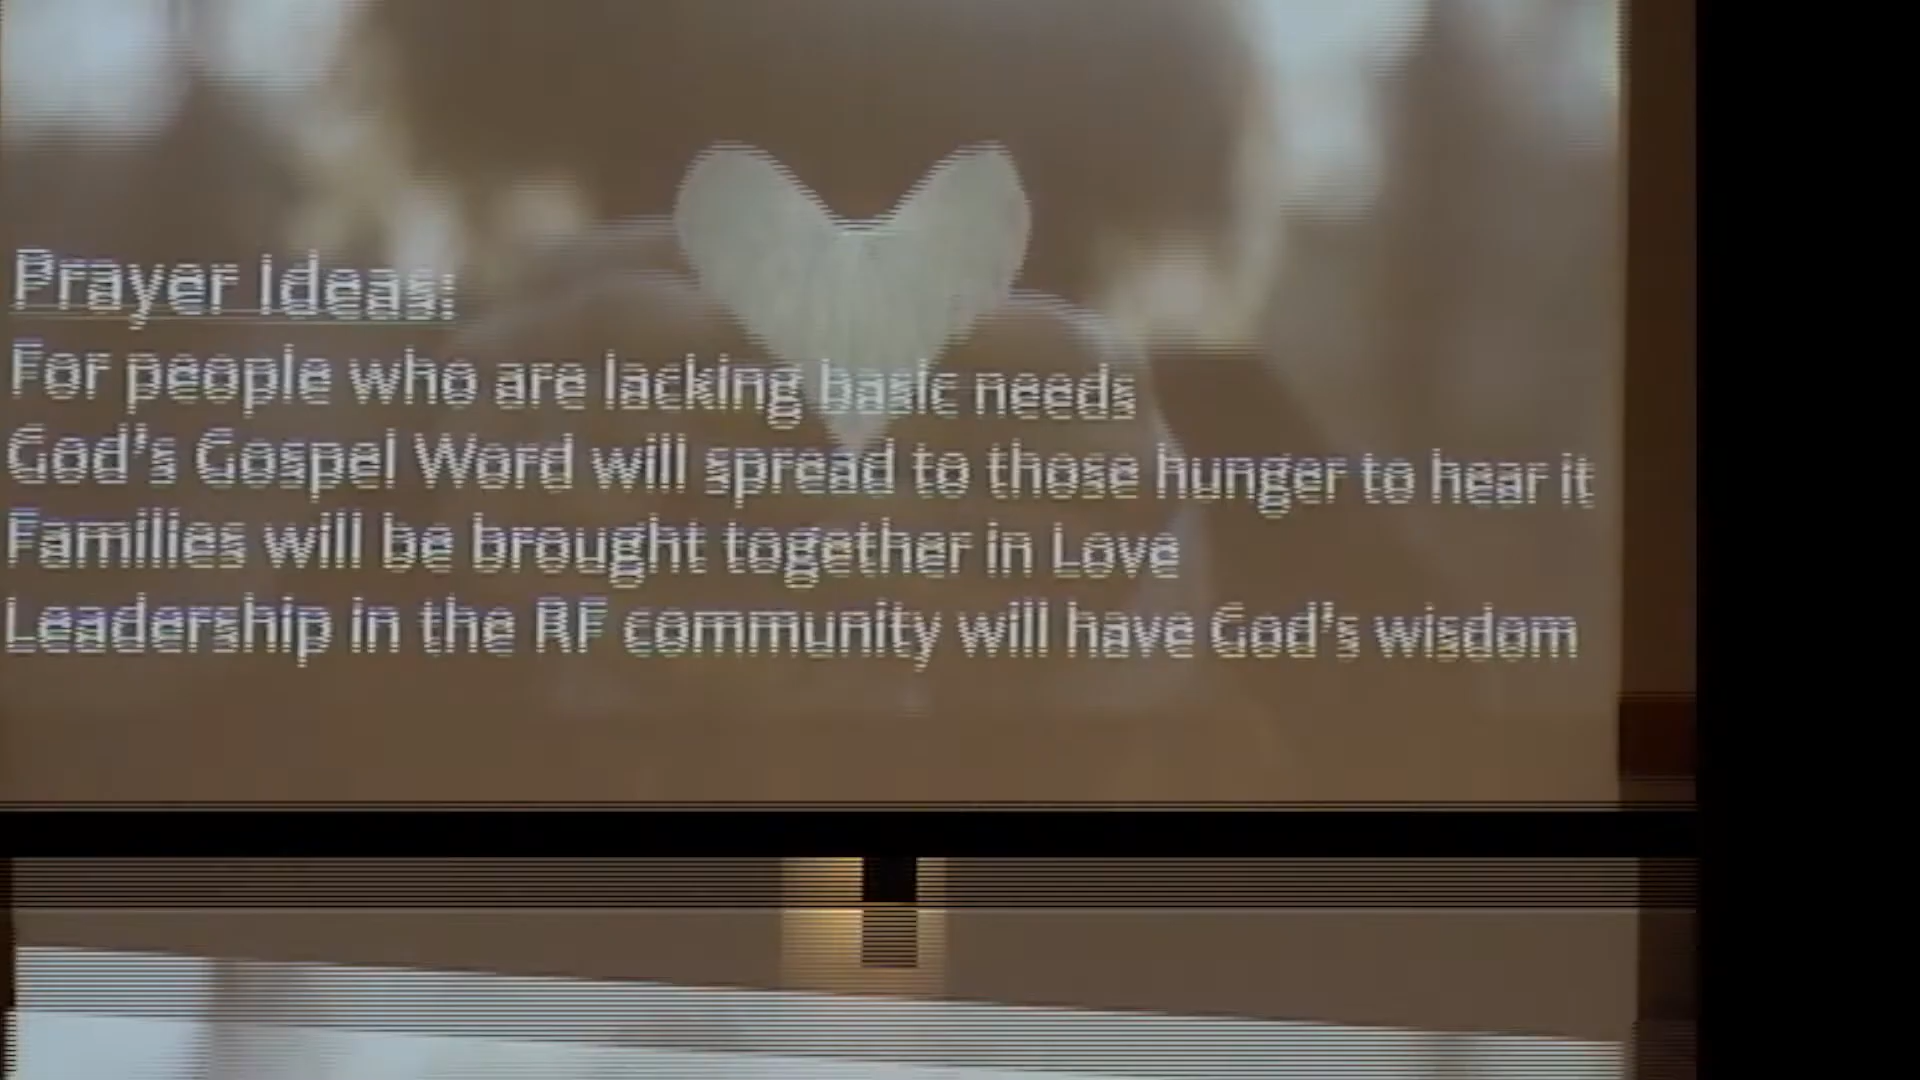 Prayer Ideas:
For people who are lacking basic needs
God's Gospel Word will spread to those hunger to hear it
Families will be brought together in Love
Leadership in the RF community will have God's wisdom